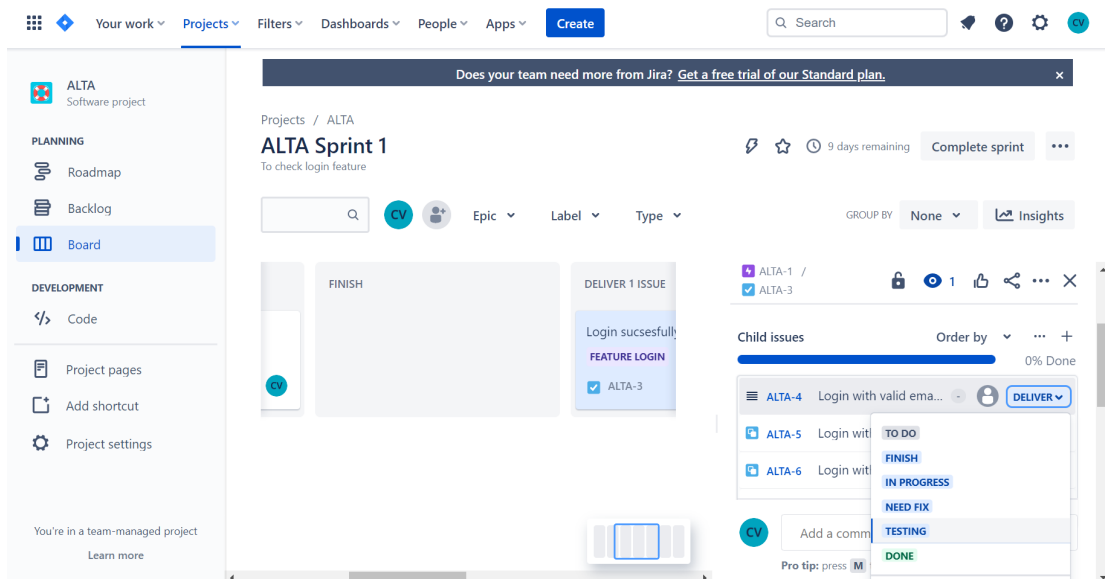 Your work Projects Filters Dashboards People Apps Create Search CV
Does your team need more from Jira? Get a free trial of our Standard plan. ×
ALTA
Software project
PLANNING
Roadmap
Backlog
Board
DEVELOPMENT
Code
Project pages
Add shortcut
Project settings
You're in a team-managed project
Learn more
Projects / ALTA
ALTA Sprint 1
To check login feature
9 days remaining Complete sprint
CV Epic Label Type GROUP BY None Insights
CV
FINISH
DELIVER 1 ISSUE
Login sucsesfully
FEATURE LOGIN
ALTA-3
ALTA-1 /
ALTA-3
1
Child issues Order by
0% Done
ALTA-4 Login with valid ema... - DELIVER
ALTA-5 Login wit
ALTA-6 Login wit
TO DO
FINISH
IN PROGRESS
NEED FIX
TESTING
DONE
CV Add a comm
Pro tip: press M